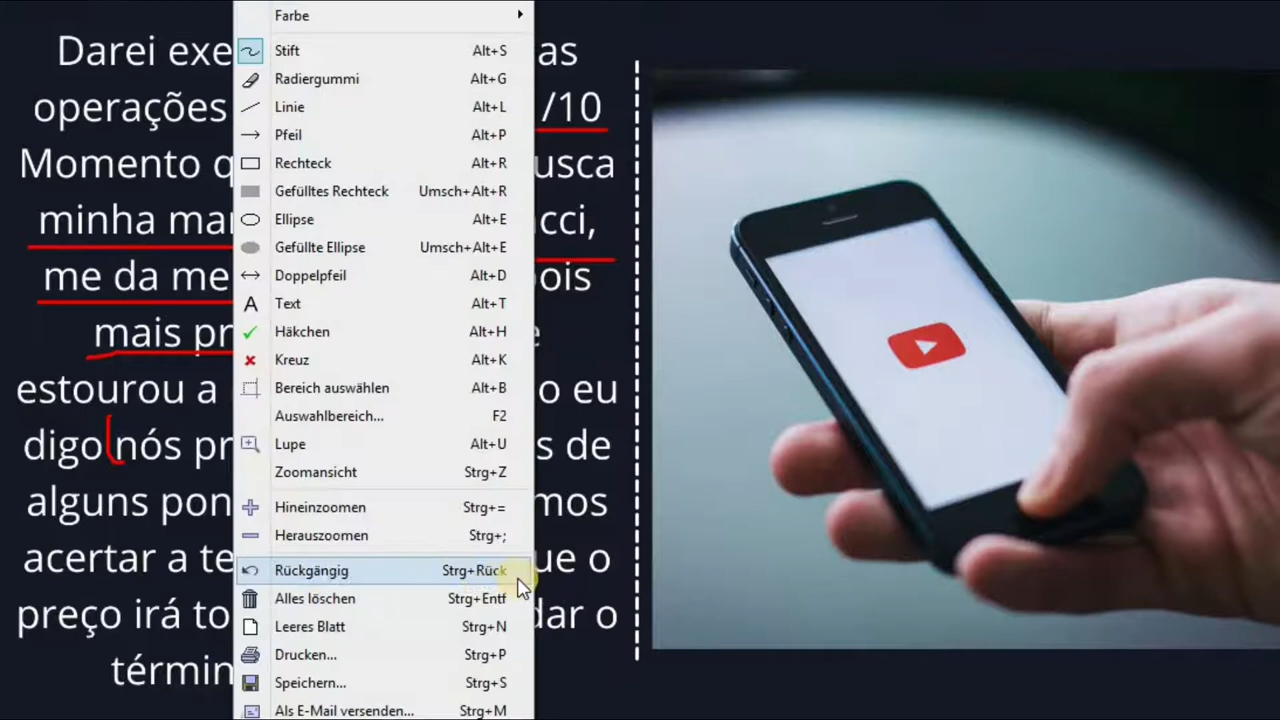 Darei exe
as
operações
/10
Momento q
usca
minha mar
cci,
me da me
ois
mais pr
e
estourou a
o eu
digo nós pr
s de
alguns pon
mos
acertar a te
ue o
preço irá to
dar o
términ
Farbe
Stift Alt+S
Radiergummi Alt+G
Linie Alt+L
Pfeil Alt+P
Rechteck Alt+R
Gefülltes Rechteck Umsch+Alt+R
Ellipse Alt+E
Gefüllte Ellipse Umsch+Alt+E
Doppelpfeil Alt+D
A Text Alt+T
Häkchen Alt+H
Kreuz Alt+K
Bereich auswählen Alt+B
Auswahlbereich... F2
Lupe Alt+U
Zoomansicht Strg+Z
Hineinzoomen Strg+=
Herauszoomen Strg+;
Rückgängig Strg+Rück
Alles löschen Strg+Entf
Leeres Blatt Strg+N
Drucken... Strg+P
Speichern... Strg+S
Als E-Mail versenden... Strg+M